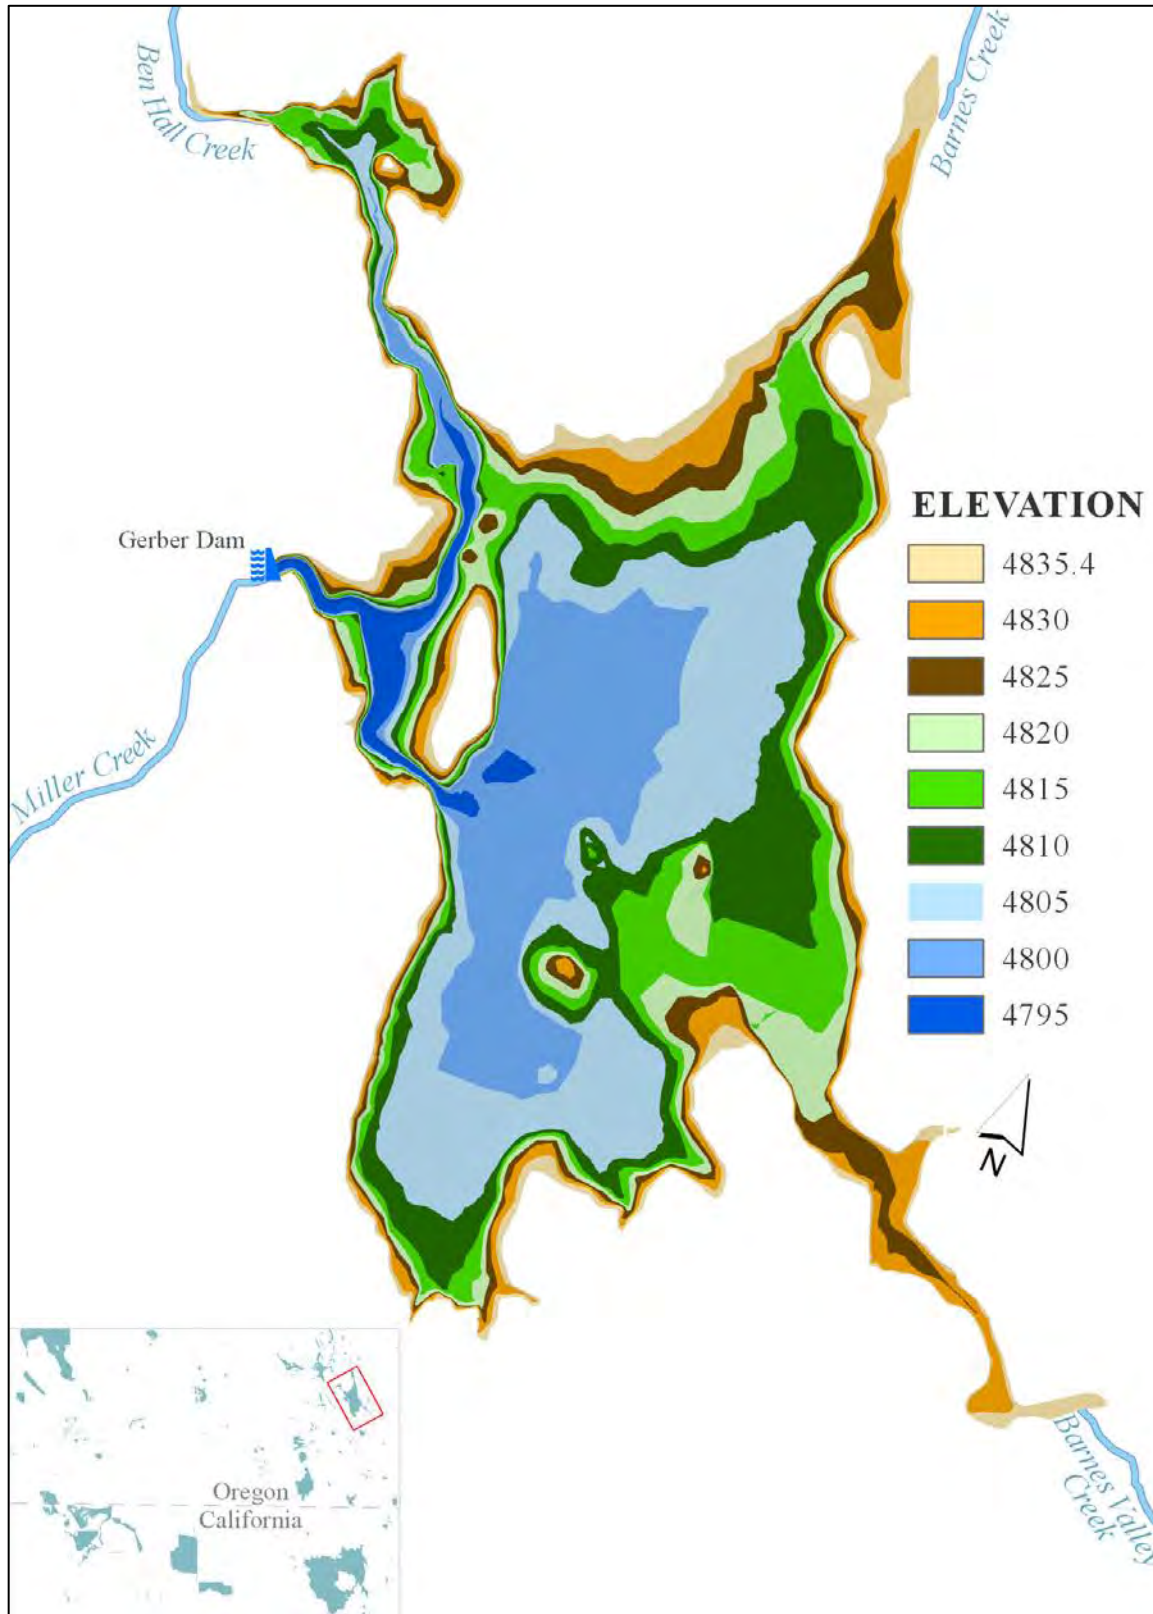 Ben Hall Creek
Barnes Creek
ELEVATION
4835.4
4830
4825
4820
4815
4810
4805
4800
4795
Gerber Dam
Miller Creek
N
Oregon
California
Barnes Valley
Creek